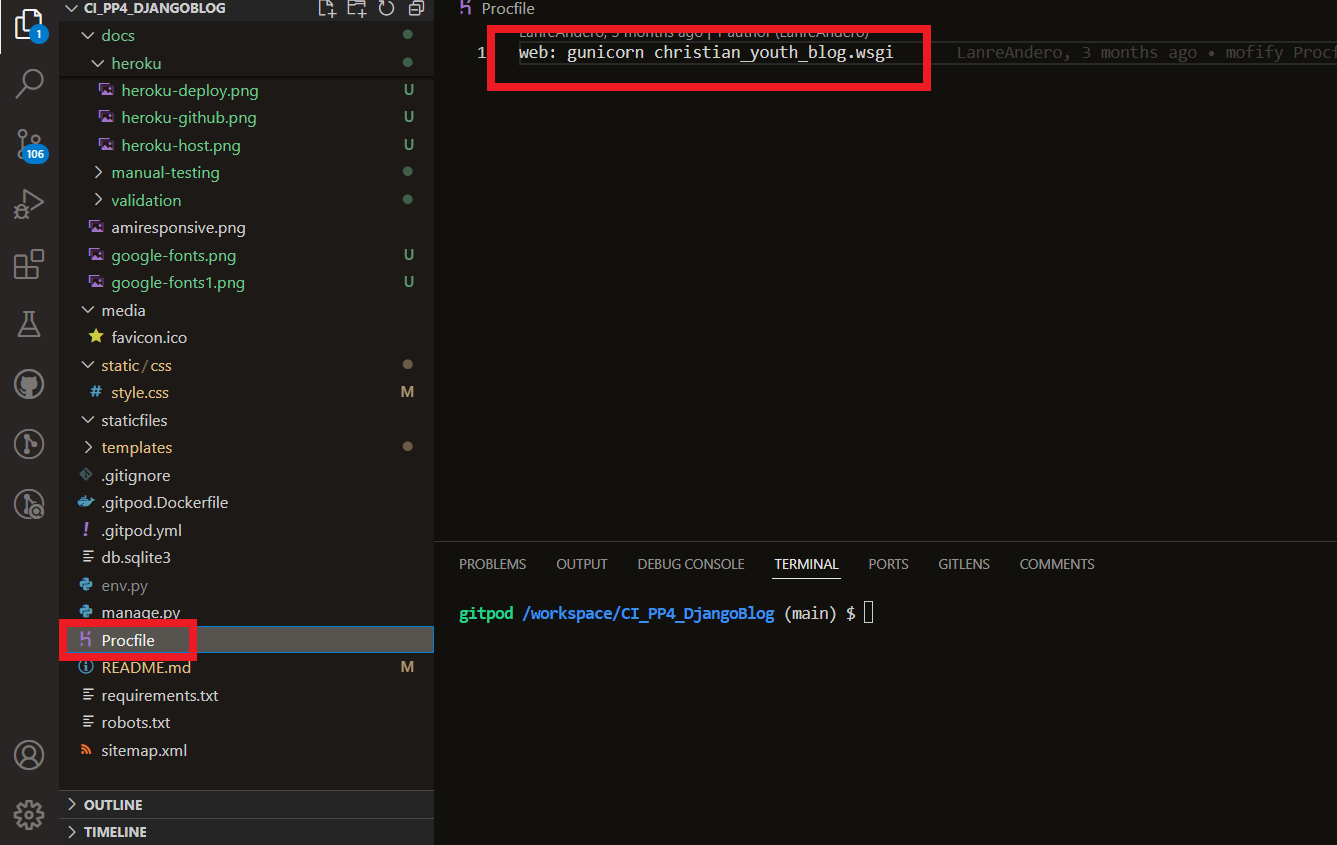 1
CI_PP4_DJANGOBLOG
docs
heroku
heroku-deploy.png U
heroku-github.png U
106
heroku-host.png U
manual-testing
validation
amiresponsive.png
google-fonts.png U
google-fonts1.png U
media
favicon.ico
static/css
# style.css M
staticfiles
templates
.gitignore
.gitpod.Dockerfile
! .gitpod.yml
db.sqlite3
env.py
manage.py
Procfile
README.md M
requirements.txt
robots.txt
sitemap.xml
OUTLINE
TIMELINE
Procfile
LanreAndero, 3 months ago | 1 author (LanreAndero)
1 web: gunicorn christian_youth_blog.wsgi LanreAndero, 3 months ago • mofify Procf
PROBLEMS OUTPUT DEBUG CONSOLE TERMINAL PORTS GITLENS COMMENTS
gitpod /workspace/CI_PP4_DjangoBlog (main) $